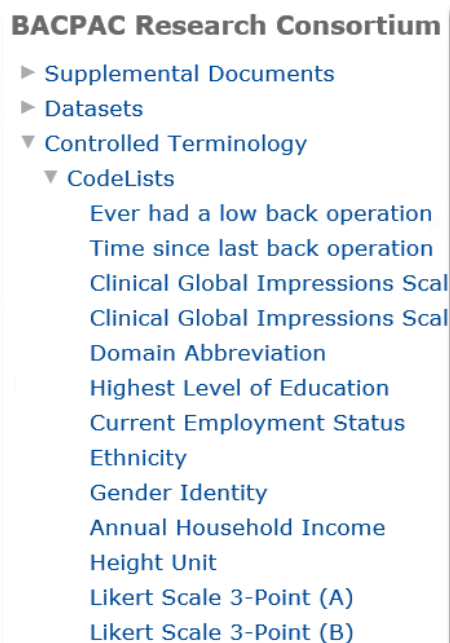 BACPAC Research Consortium
Supplemental Documents
Datasets
Controlled Terminology
CodeLists
Ever had a low back operation
Time since last back operation
Clinical Global Impressions Scal
Clinical Global Impressions Scal
Domain Abbreviation
Highest Level of Education
Current Employment Status
Ethnicity
Gender Identity
Annual Household Income
Height Unit
Likert Scale 3-Point (A)
Likert Scale 3-Point (B)